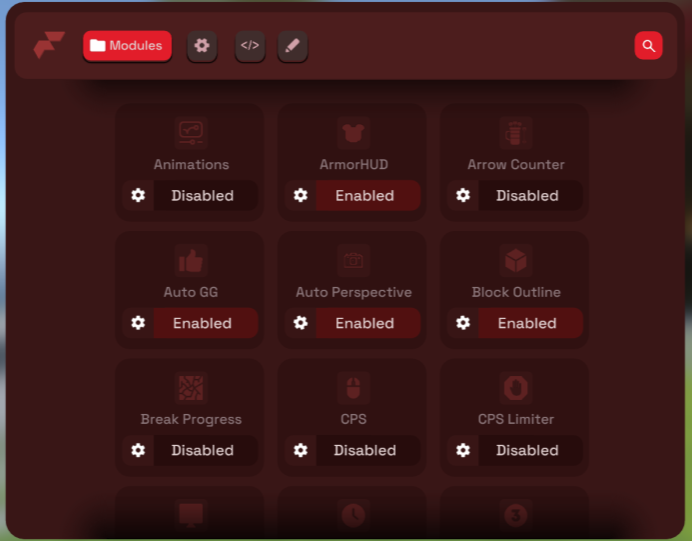 Modules
</>
Animations
ArmorHUD
Arrow Counter
Disabled
Enabled
Disabled
Auto GG
Auto Perspective
Block Outline
Enabled
Enabled
Enabled
Break Progress
CPS
CPS Limiter
Disabled
Disabled
Disabled
3